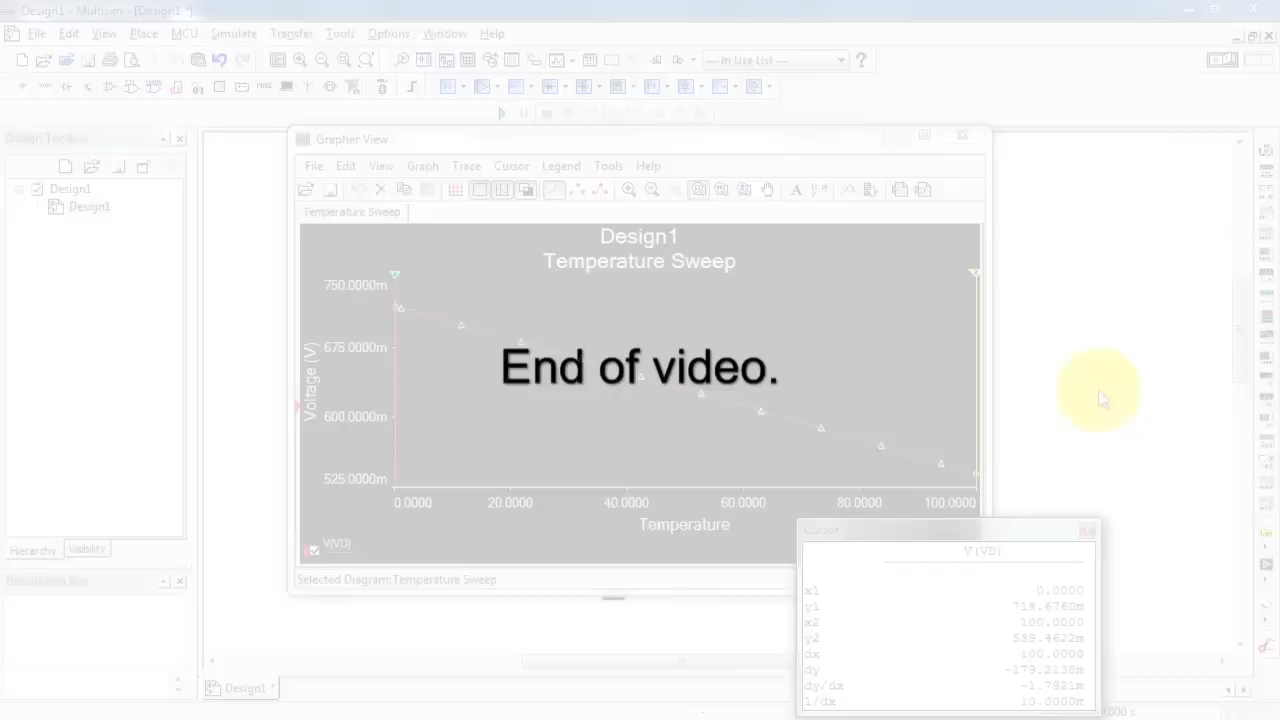 Design1 - Multisim - [Design1 *]
File Edit View Place MCU Simulate Transfer Tools Options Window Help
--- In Use List ---
Design Toolbox
Design1
Design1
Hierarchy Visibility
Description Box
Design1 *
Grapher View
File Edit View Graph Trace Cursor Legend Tools Help
Temperature Sweep
Design1
Temperature Sweep
750.0000m
675.0000m
600.0000m
525.0000m
Voltage (V)
0.0000 20.0000 40.0000 60.0000 80.0000 100.0000
Temperature
V(VD)
Selected Diagram:Temperature Sweep
End of video.
Cursor
V(VD)
x1 0.0000
y1 718.6760m
x2 100.0000
y2 539.4622m
dx 100.0000
dy -179.2138m
dy/dx -1.7921m
1/dx 10.0000m